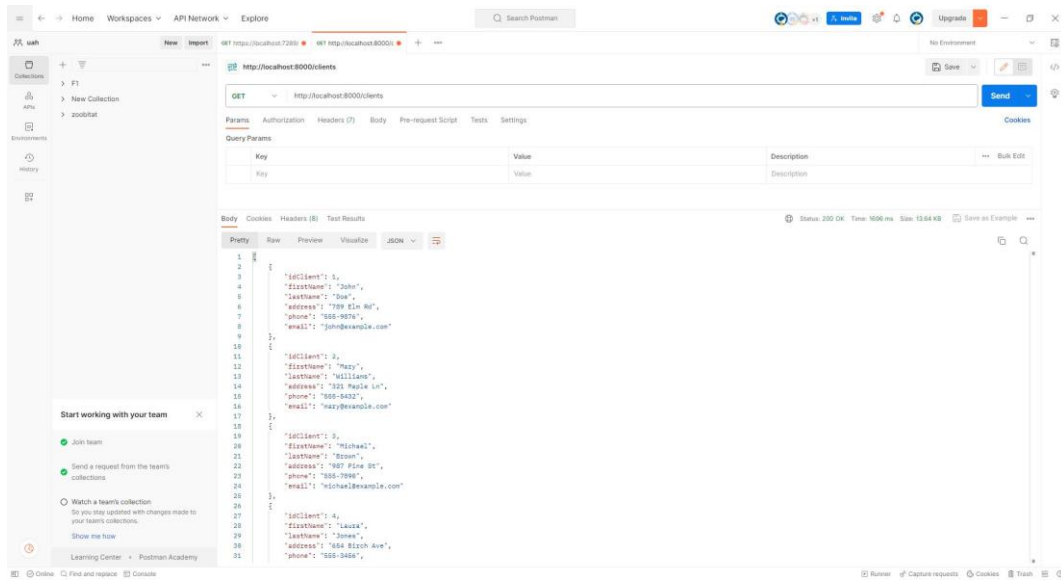 Home Workspaces API Network Explore Search Postman +1 Invite Upgrade
uah New Import GET https://localhost:7280/ GET http://localhost:8000/c + No Environment
Collections
APIs
Environments
History
F1
New Collection
zoobitat
http://localhost:8000/clients Save
GET http://localhost:8000/clients Send
Params Authorization Headers (7) Body Pre-request Script Tests Settings Cookies
Query Params
Key Value Description Bulk Edit
Key Value Description
Body Cookies Headers (8) Test Results Status: 200 OK Time: 1606 ms Size: 13.64 KB Save as Example
Pretty Raw Preview Visualize JSON
1 [
2 {
3 "idClient": 1,
4 "firstName": "John",
5 "lastName": "Doe",
6 "address": "789 Elm Rd",
7 "phone": "555-9876",
8 "email": "john@example.com"
9 },
10 {
11 "idClient": 2,
12 "firstName": "Mary",
13 "lastName": "Williams",
14 "address": "321 Maple Ln",
15 "phone": "555-5432",
16 "email": "mary@example.com"
17 },
18 {
19 "idClient": 3,
20 "firstName": "Michael",
21 "lastName": "Brown",
22 "address": "987 Pine St",
23 "phone": "555-7890",
24 "email": "michael@example.com"
25 },
26 {
27 "idClient": 4,
28 "firstName": "Laura",
29 "lastName": "Jones",
30 "address": "654 Birch Ave",
31 "phone": "555-3456",
Start working with your team
Join team
Send a request from the team's
collections
Watch a team's collection
So you stay updated with changes made to
your team's collections.
Show me how
Learning Center Postman Academy
Online Find and replace Console Runner Capture requests Cookies Trash